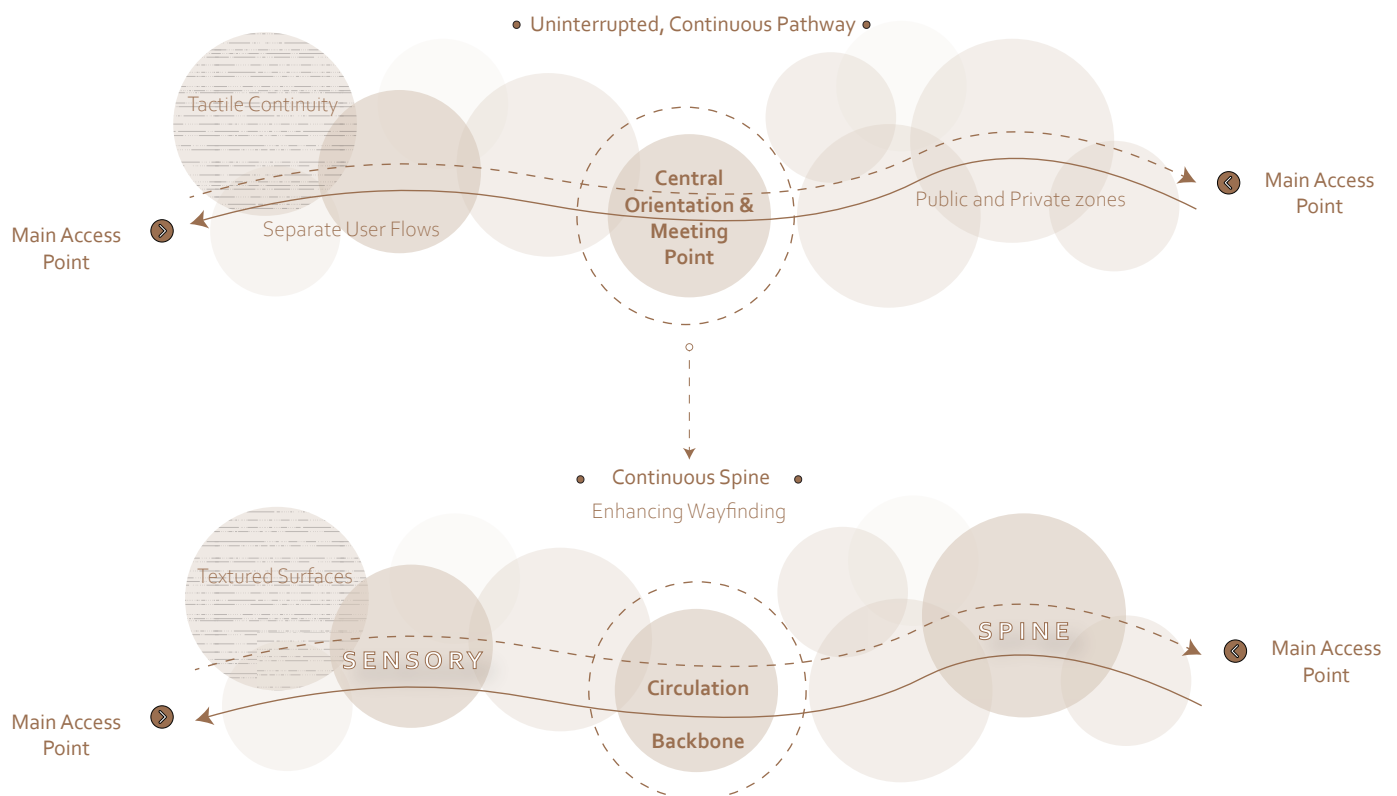 Uninterrupted, Continuous Pathway
Tactile Continuity
Central
Orientation &
Meeting
Point
Public and Private zones
Main Access
Point
Separate User Flows
Main Access
Point
Continuous Spine
Enhancing Wayfinding
Textured Surfaces
SENSORY
SPINE
Circulation
Backbone
Main Access
Point
Main Access
Point